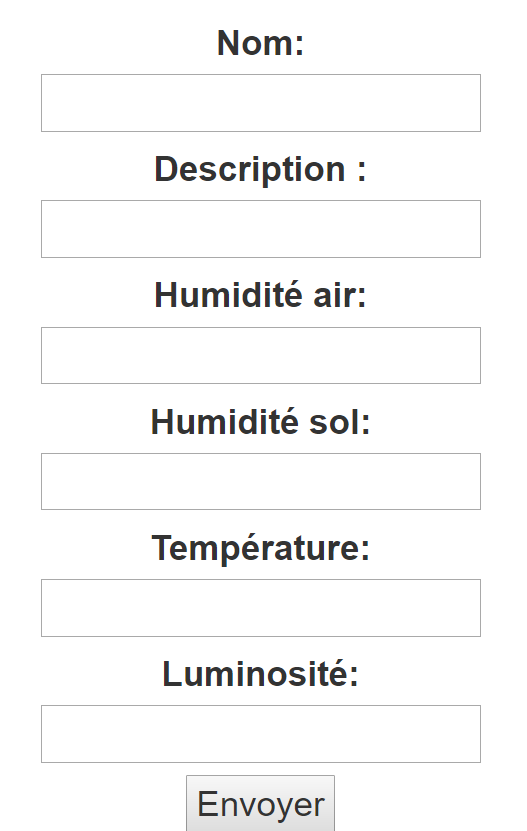 Nom:
Description :
Humidité air:
Humidité sol:
Température:
Luminosité:
Envoyer